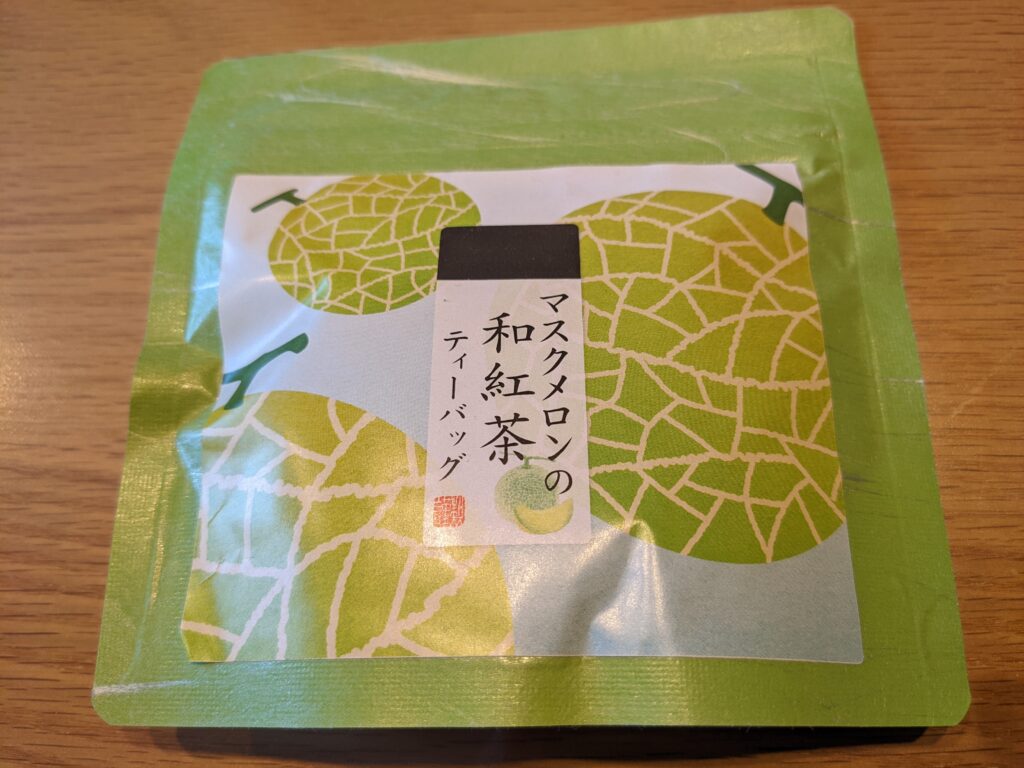 マスクメロンの
和紅茶
ティーバッグ